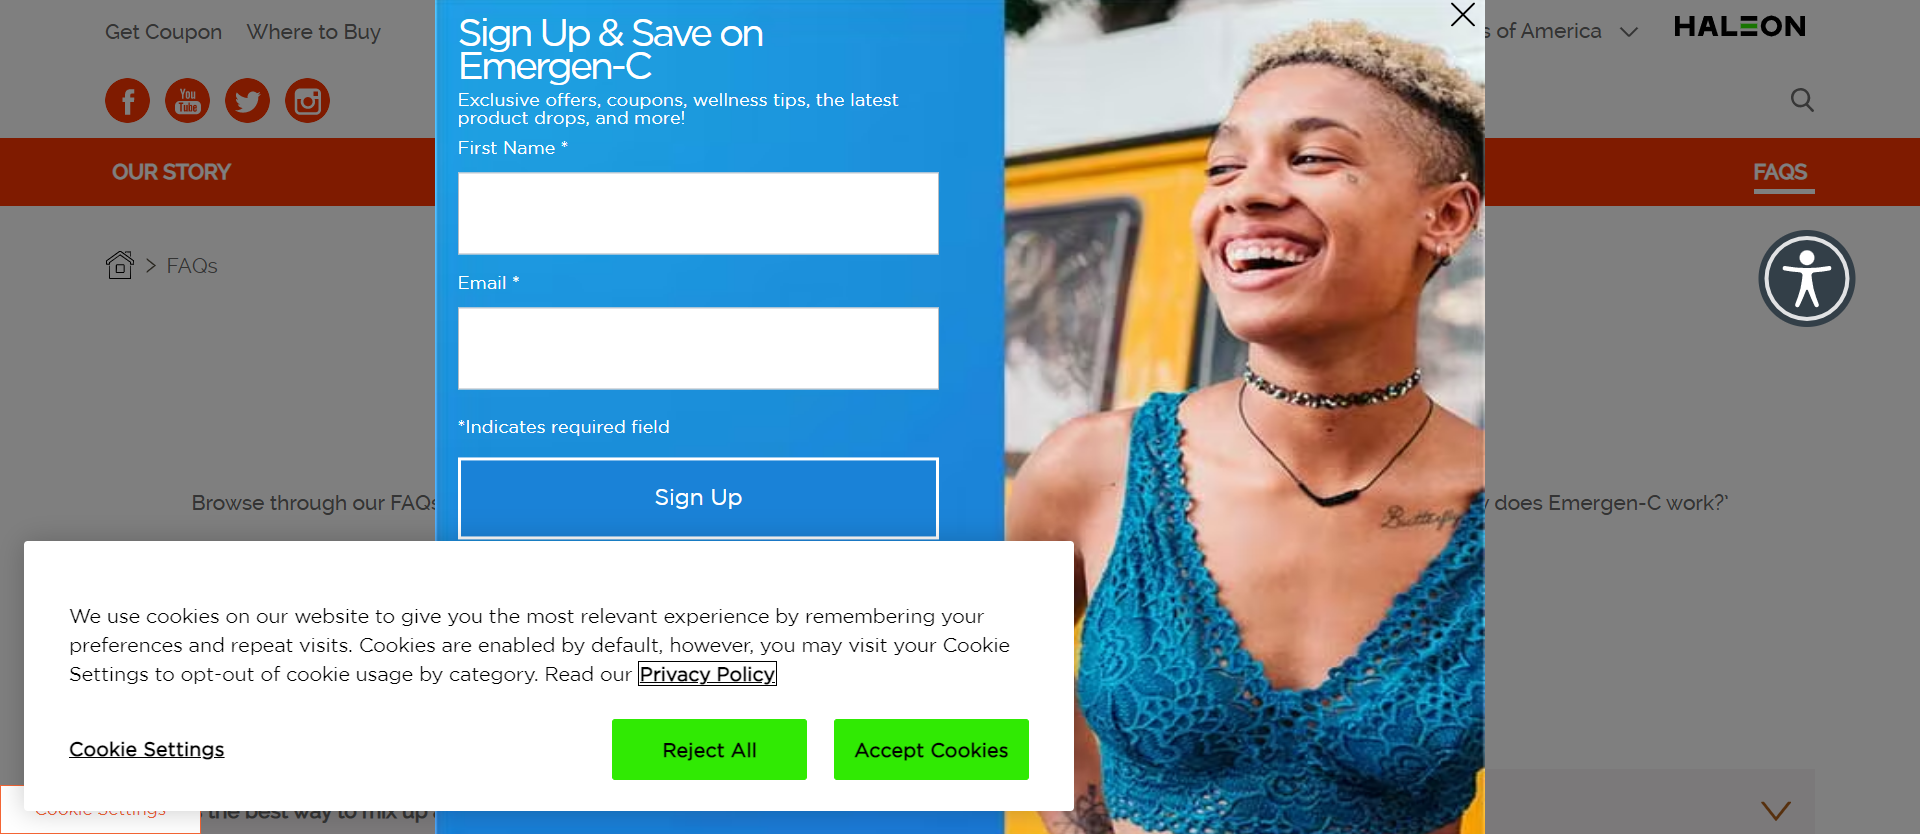 Get Coupon Where to Buy
of America
HALEON
You
Tube
OUR STORY
FAQS
FAQs
Sign Up & Save on
Emergen-C
Exclusive offers, coupons, wellness tips, the latest
product drops, and more!
First Name *
Email *
*Indicates required field
Sign Up
Butterfly
Browse through our FAQs
does Emergen-C work?’
We use cookies on our website to give you the most relevant experience by remembering your
preferences and repeat visits. Cookies are enabled by default, however, you may visit your Cookie
Settings to opt-out of cookie usage by category. Read our Privacy Policy
Cookie Settings
Reject All
Accept Cookies
Cookie Settings
the best way to mix up